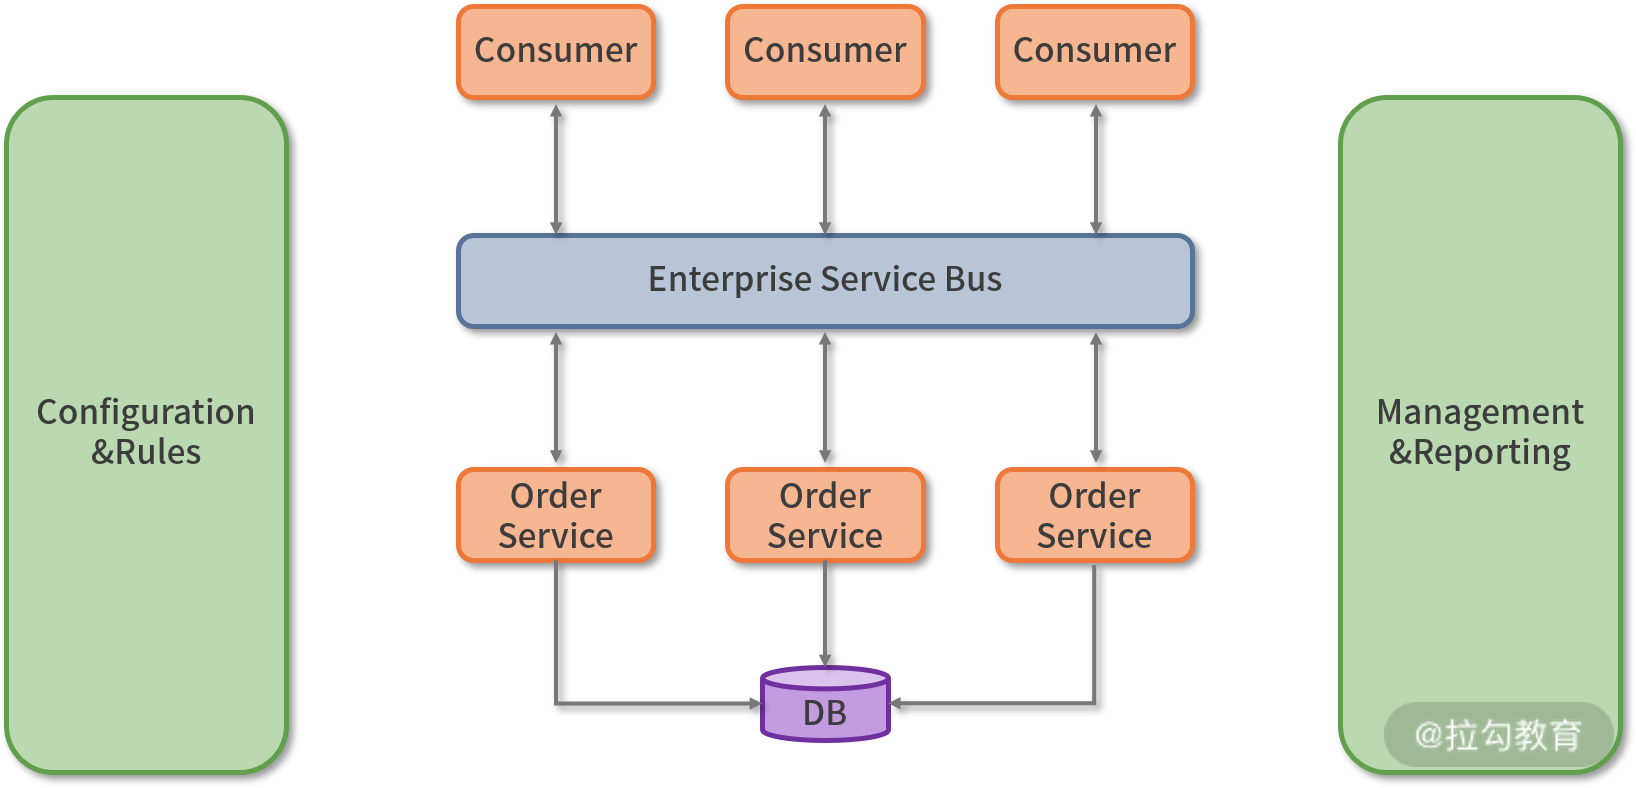 Consumer
Consumer
Consumer
Enterprise Service Bus
Configuration
&Rules
Management
&Reporting
Order
Service
Order
Service
Order
Service
DB
@拉勾教育